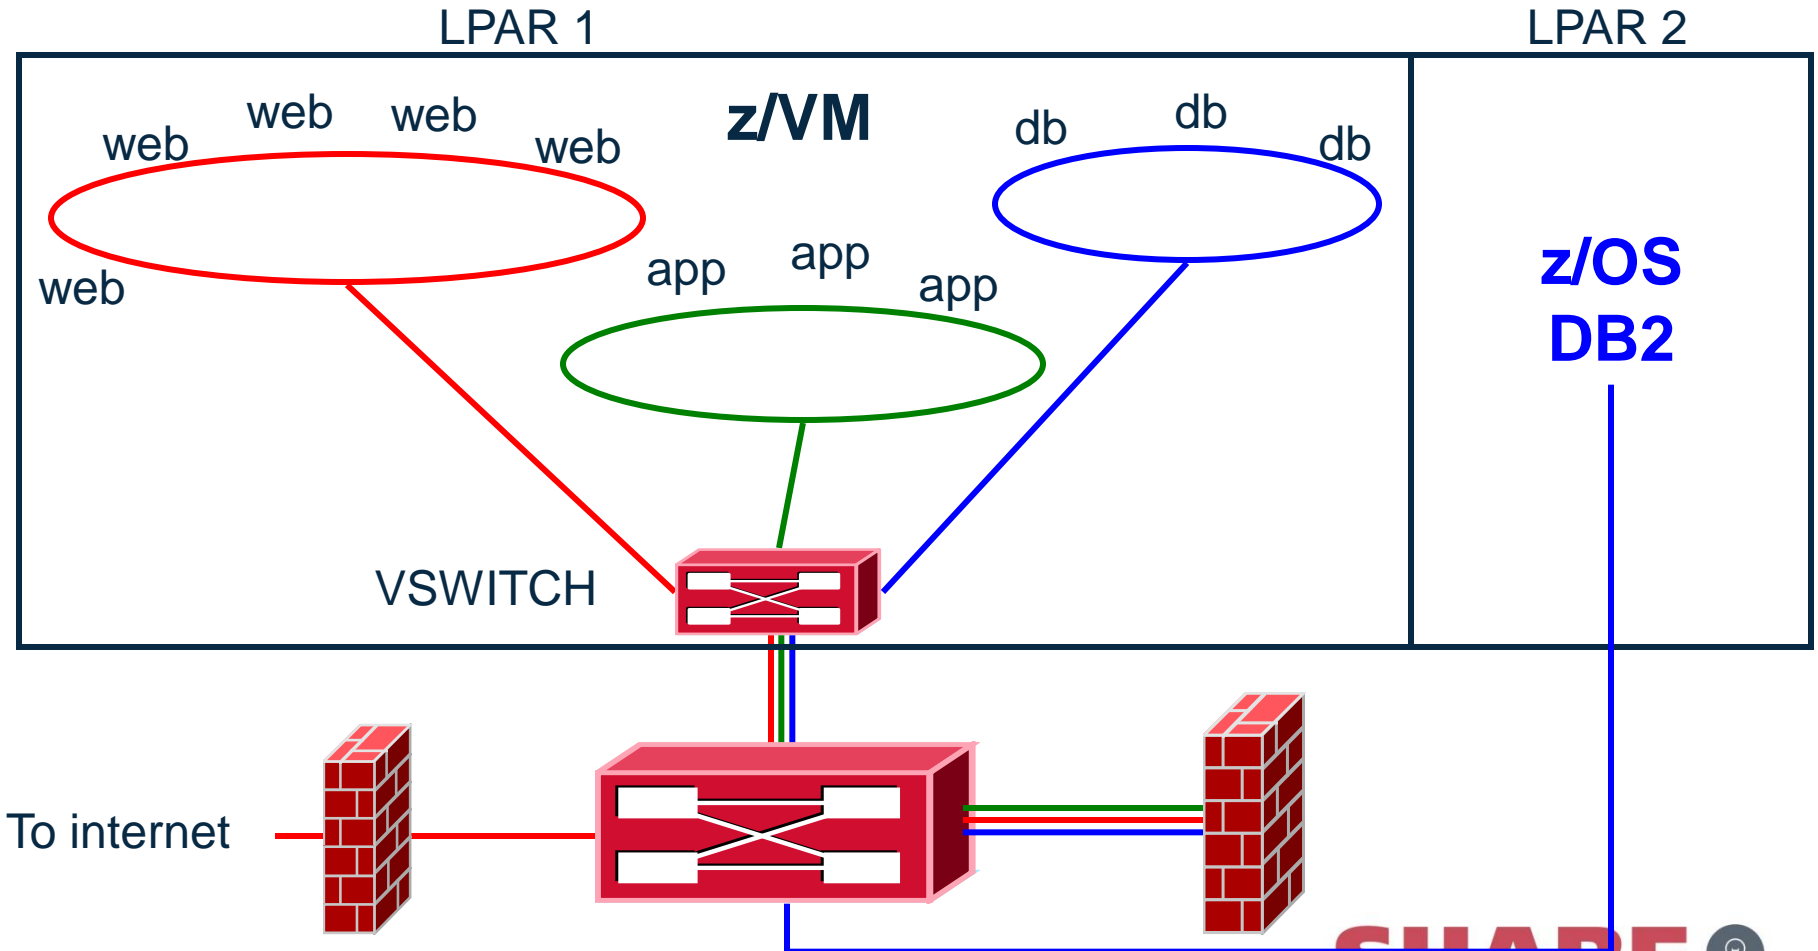 LPAR 1
LPAR 2
web
web
web
web
web
z/VM
db
db
db
app
app
app
z/OS
DB2
VSWITCH
To internet
SHARE